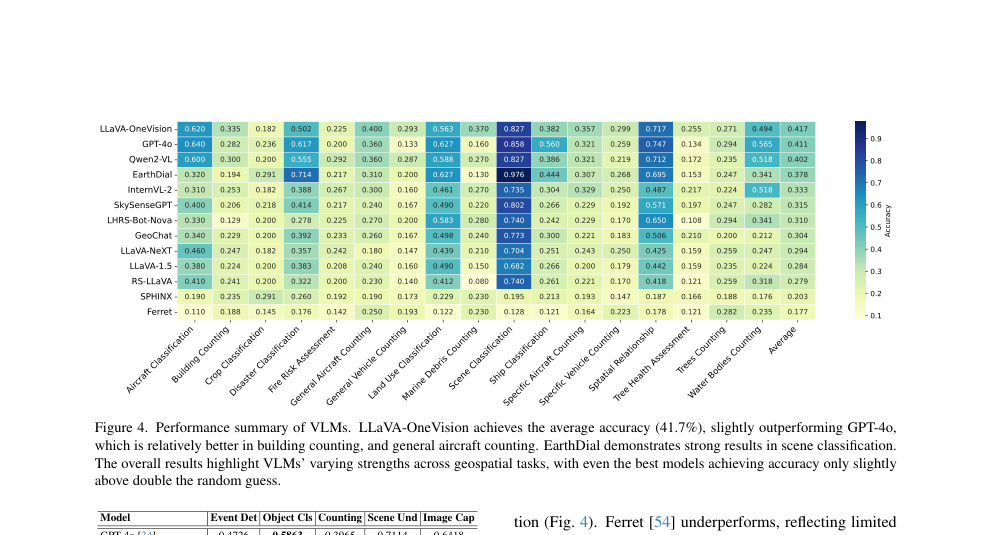 LLaVA-OneVision - 0.620 0.335 0.182 0.502 0.225 0.400 0.293 0.563 0.370 0.827 0.382 0.357 0.299 0.717 0.255 0.271 0.494 0.417
GPT-4o - 0.640 0.282 0.236 0.617 0.200 0.360 0.133 0.627 0.160 0.858 0.560 0.321 0.259 0.747 0.134 0.294 0.565 0.411
Qwen2-VL - 0.600 0.300 0.200 0.555 0.292 0.360 0.287 0.588 0.270 0.827 0.386 0.321 0.219 0.712 0.172 0.235 0.518 0.402
EarthDial - 0.320 0.194 0.291 0.714 0.217 0.310 0.200 0.627 0.130 0.976 0.444 0.307 0.268 0.695 0.153 0.247 0.341 0.378
InternVL-2 - 0.310 0.253 0.182 0.388 0.267 0.300 0.160 0.461 0.270 0.735 0.304 0.329 0.250 0.487 0.217 0.224 0.518 0.333
SkySenseGPT - 0.400 0.206 0.218 0.414 0.217 0.240 0.167 0.490 0.220 0.802 0.266 0.207 0.241 0.571 0.197 0.247 0.282 0.315
LHRS-Bot-Nova - 0.330 0.129 0.200 0.278 0.225 0.270 0.200 0.583 0.280 0.740 0.242 0.229 0.170 0.650 0.108 0.294 0.341 0.310
GeoChat - 0.340 0.229 0.200 0.392 0.233 0.260 0.167 0.498 0.240 0.773 0.300 0.221 0.183 0.506 0.210 0.200 0.212 0.304
LLaVA-NeXT - 0.460 0.247 0.182 0.357 0.242 0.180 0.147 0.439 0.210 0.704 0.251 0.243 0.250 0.425 0.159 0.259 0.247 0.294
LLaVA-1.5 - 0.380 0.224 0.200 0.383 0.208 0.240 0.160 0.490 0.150 0.682 0.266 0.200 0.179 0.442 0.159 0.235 0.224 0.284
RS-LLaVA - 0.410 0.241 0.200 0.322 0.200 0.230 0.140 0.412 0.080 0.740 0.261 0.221 0.170 0.418 0.121 0.259 0.318 0.279
SPHINX - 0.190 0.235 0.291 0.260 0.192 0.190 0.173 0.229 0.230 0.195 0.213 0.193 0.147 0.187 0.166 0.188 0.176 0.203
Ferret - 0.110 0.188 0.145 0.176 0.142 0.250 0.193 0.122 0.230 0.128 0.121 0.164 0.223 0.178 0.121 0.282 0.235 0.177
Aircraft Classification
Building Counting
Crop Classification
Disaster Classification
Fire Risk Assessment
General Aircraft Counting
General Vehicle Counting
Land Use Classification
Marine Debris Counting
Scene Classification
Ship Classification
Specific Aircraft Counting
Specific Vehicle Counting
Sptatial Relationship
Tree Health Assessment
Trees Counting
Water Bodies Counting
Average
0.9
0.8
0.7
0.6
0.5
0.4
0.3
0.2
0.1
Accuracy
Figure 4. Performance summary of VLMs. LLaVA-OneVision achieves the average accuracy (41.7%), slightly outperforming GPT-4o,
which is relatively better in building counting, and general aircraft counting. EarthDial demonstrates strong results in scene classification.
The overall results highlight VLMs' varying strengths across geospatial tasks, with even the best models achieving accuracy only slightly
above double the random guess.
Model Event Det Object Cls Counting Scene Und Image Cap
tion (Fig. 4). Ferret [54] underperforms, reflecting limited